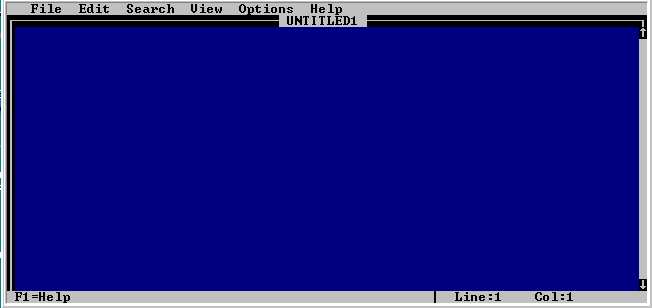 File Edit Search View Options Help
UNTITLED1
↑
↓
F1=Help Line:1 Col:1